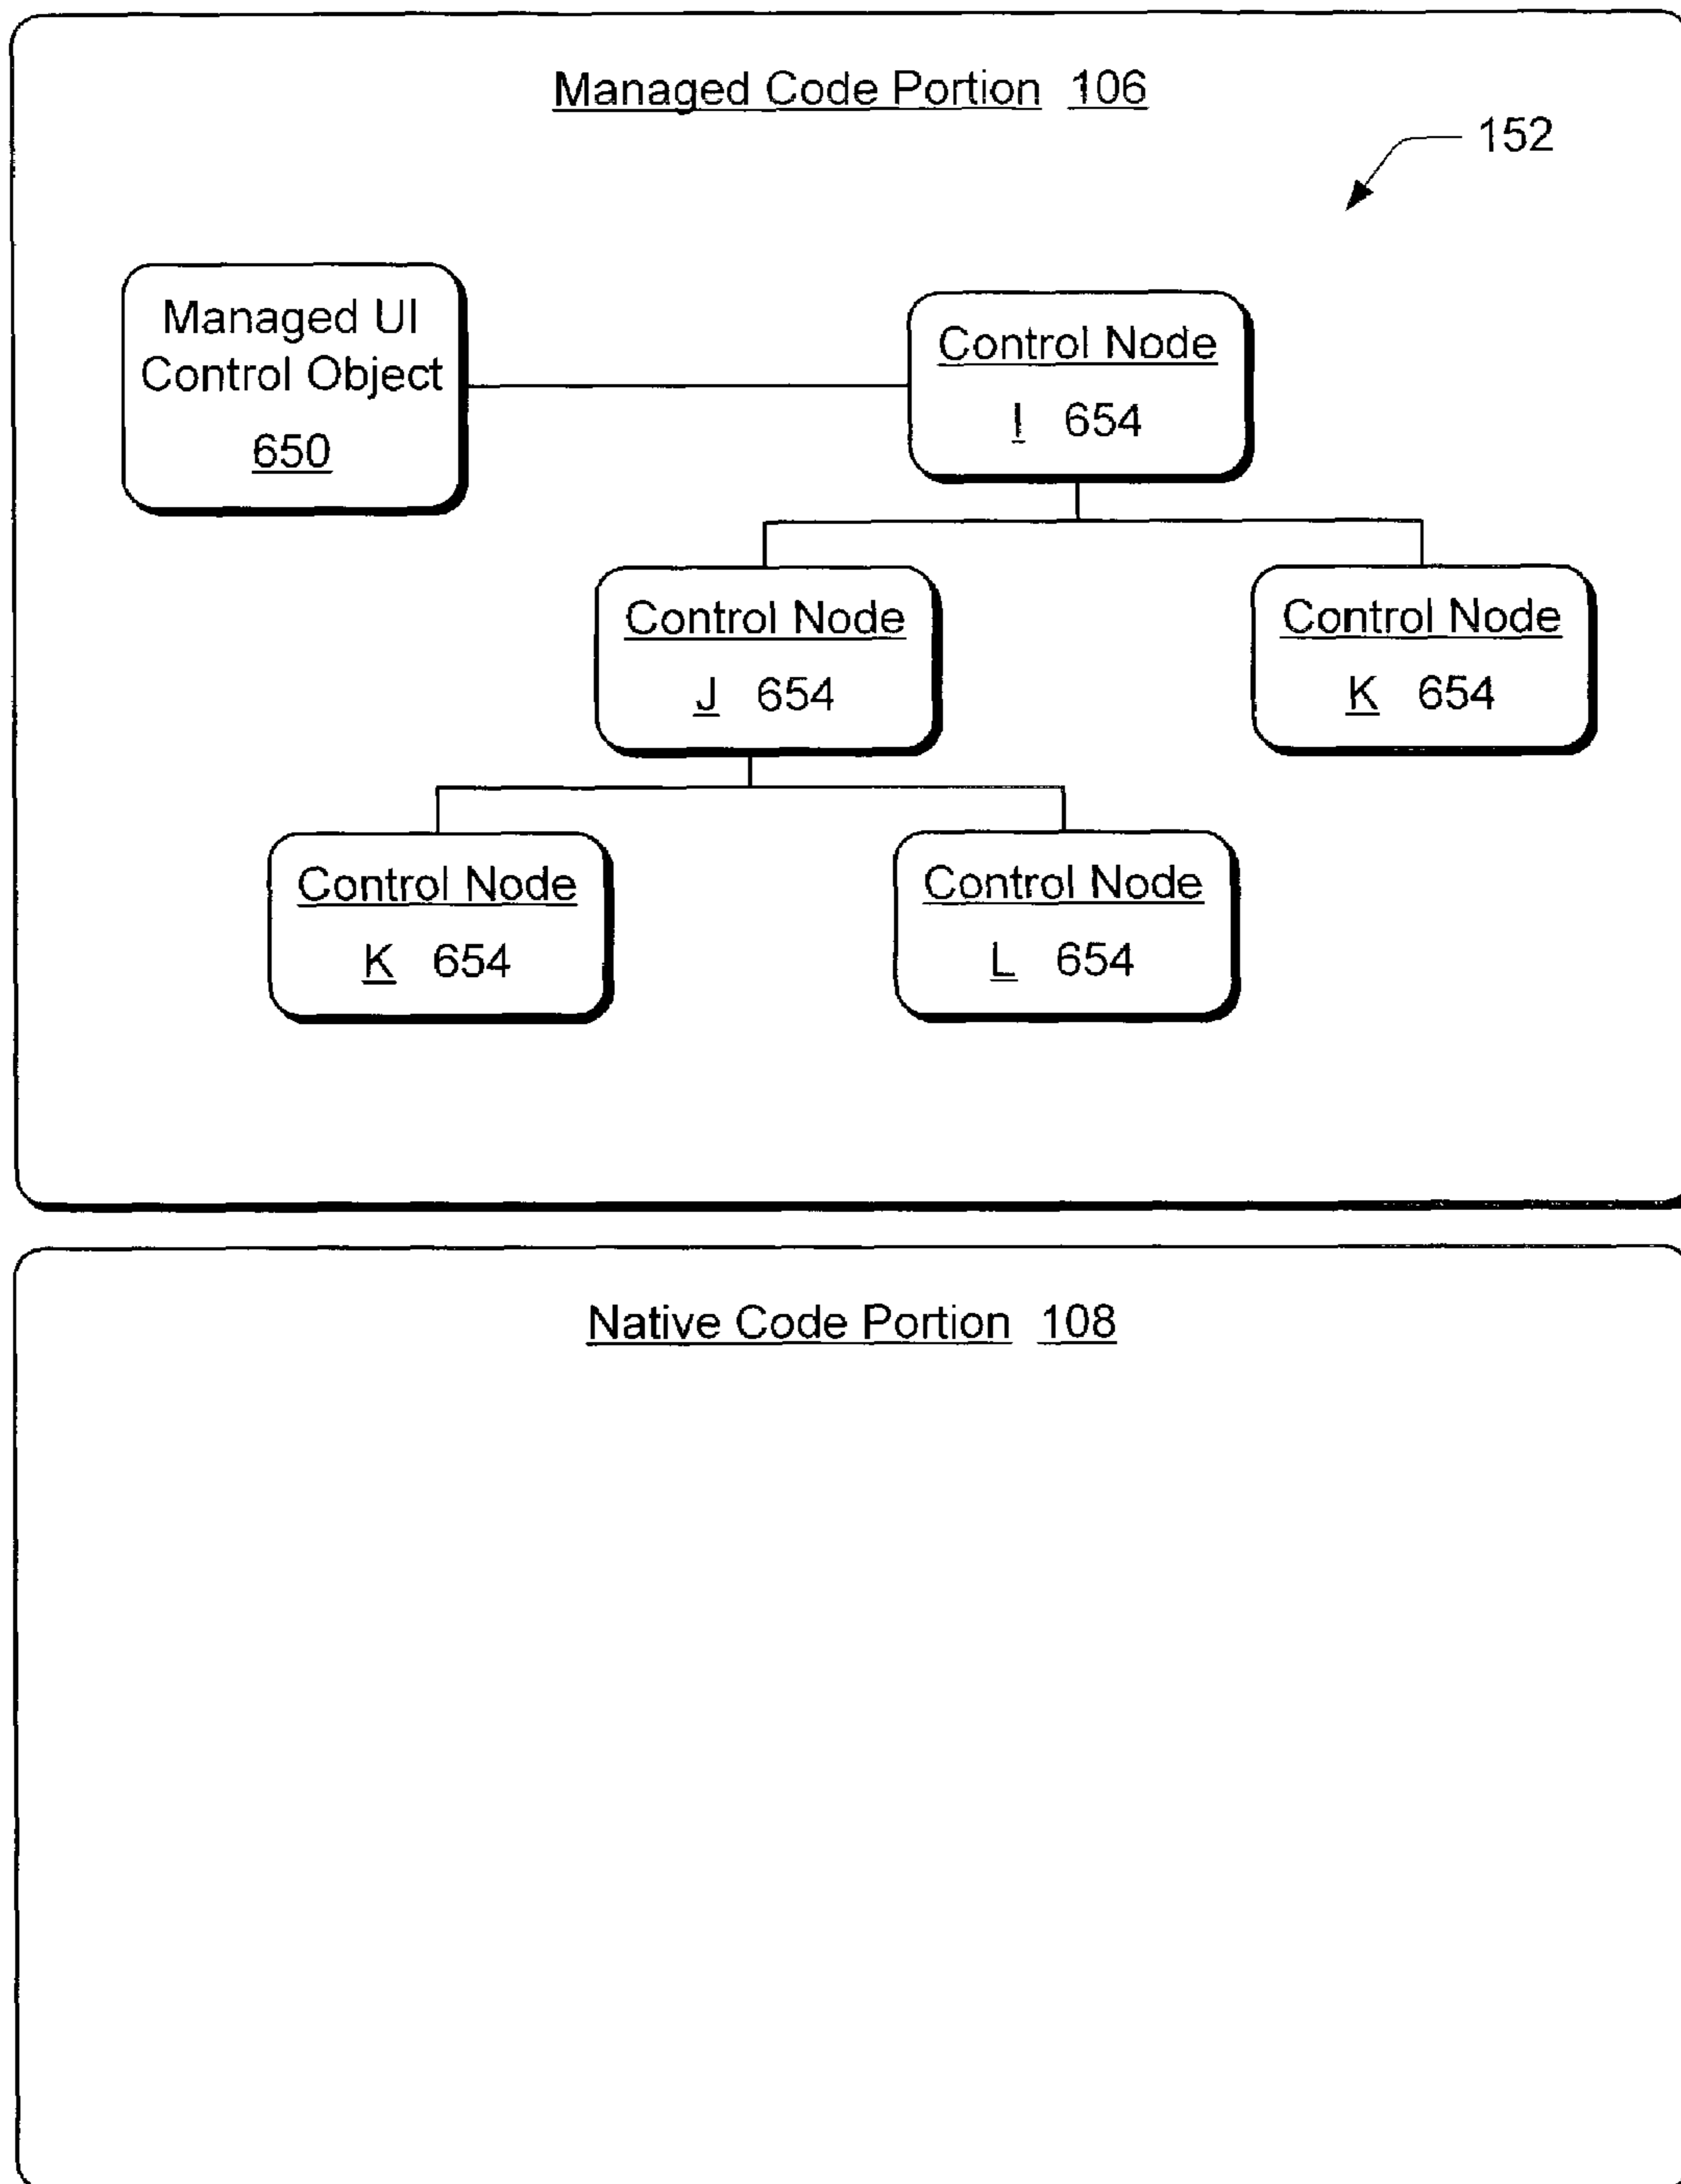 Managed Code Portion 106
152
Managed UI
Control Object
650
Control Node
I 654
Control Node
J 654
Control Node
K 654
Control Node
K 654
Control Node
L 654
Native Code Portion 108